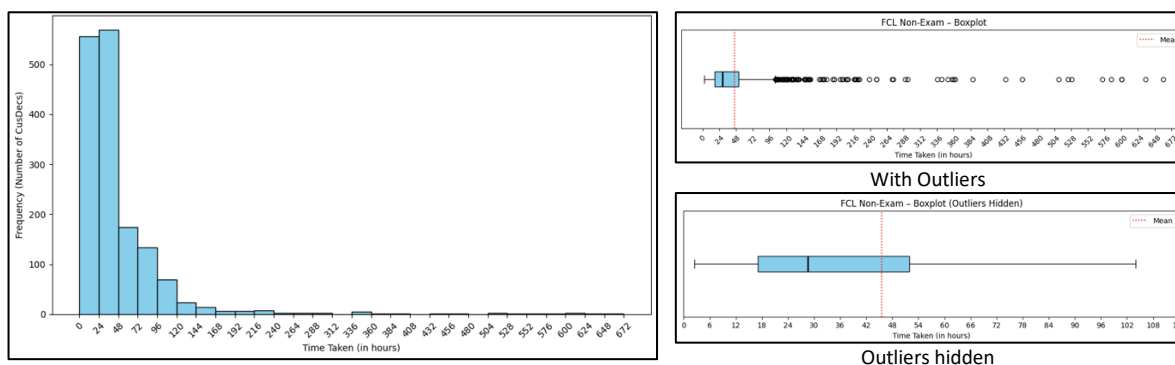 Frequency (Number of CusDecs)
500
400
300
200
100
0
0 24 48 72 96 120 144 168 192 216 240 264 288 312 336 360 384 408 432 456 480 504 528 552 576 600 624 648 672
Time Taken (in hours)
FCL Non-Exam – Boxplot
Mea
0 24 48 72 96 120 144 168 192 216 240 264 288 312 336 360 384 408 432 456 480 504 528 552 576 600 624 648 672
Time Taken (in hours)
With Outliers
FCL Non-Exam – Boxplot (Outliers Hidden)
Mean
0 6 12 18 24 30 36 42 48 54 60 66 72 78 84 90 96 102 108 11
Time Taken (in hours)
Outliers hidden